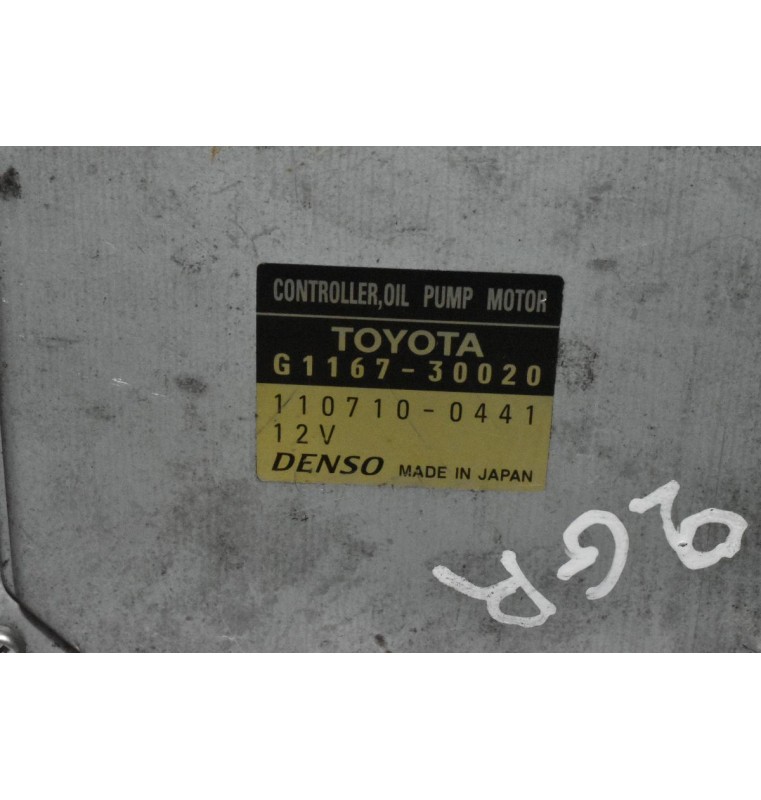 CONTROLLER,OIL PUMP MOTOR
TOYOTA
G1167-30020
110710-0441
12V
DENSO MADE IN JAPAN
2GR